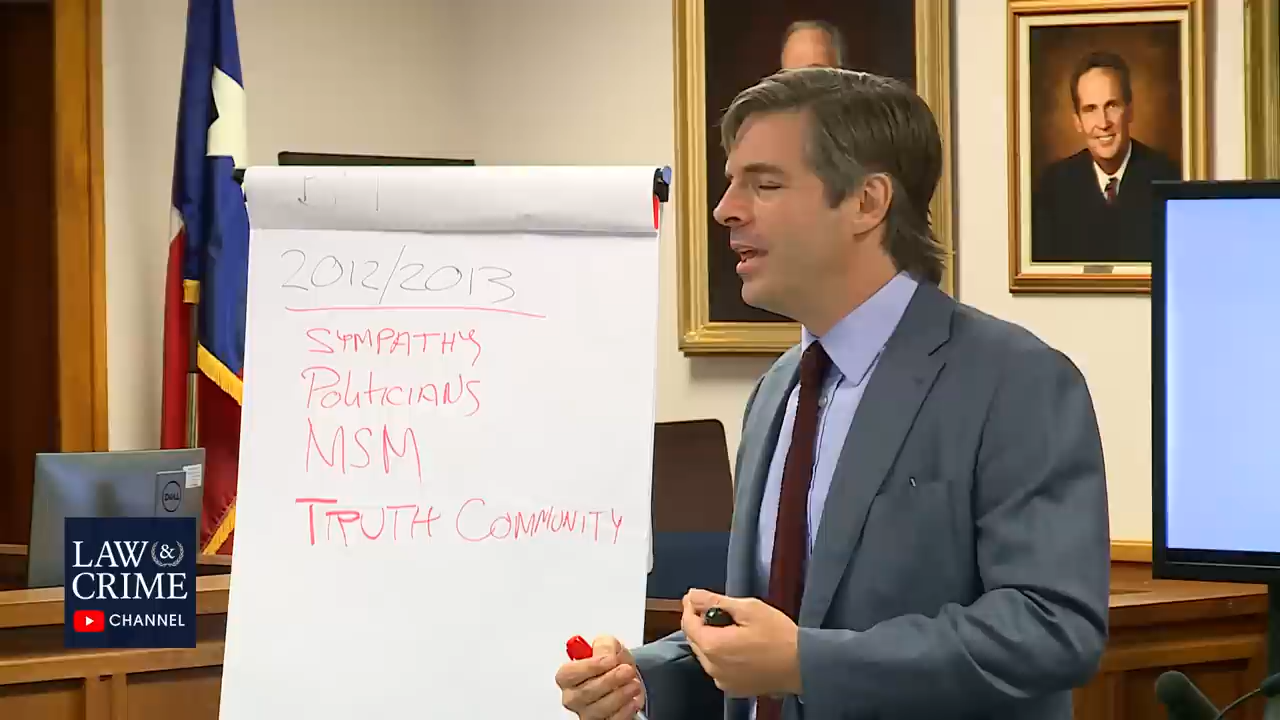 2012/2013
SYMPATHY
POLITICIANS
MSM
TRUTH COMMUNITY
DELL
LAW &
CRIME
CHANNEL